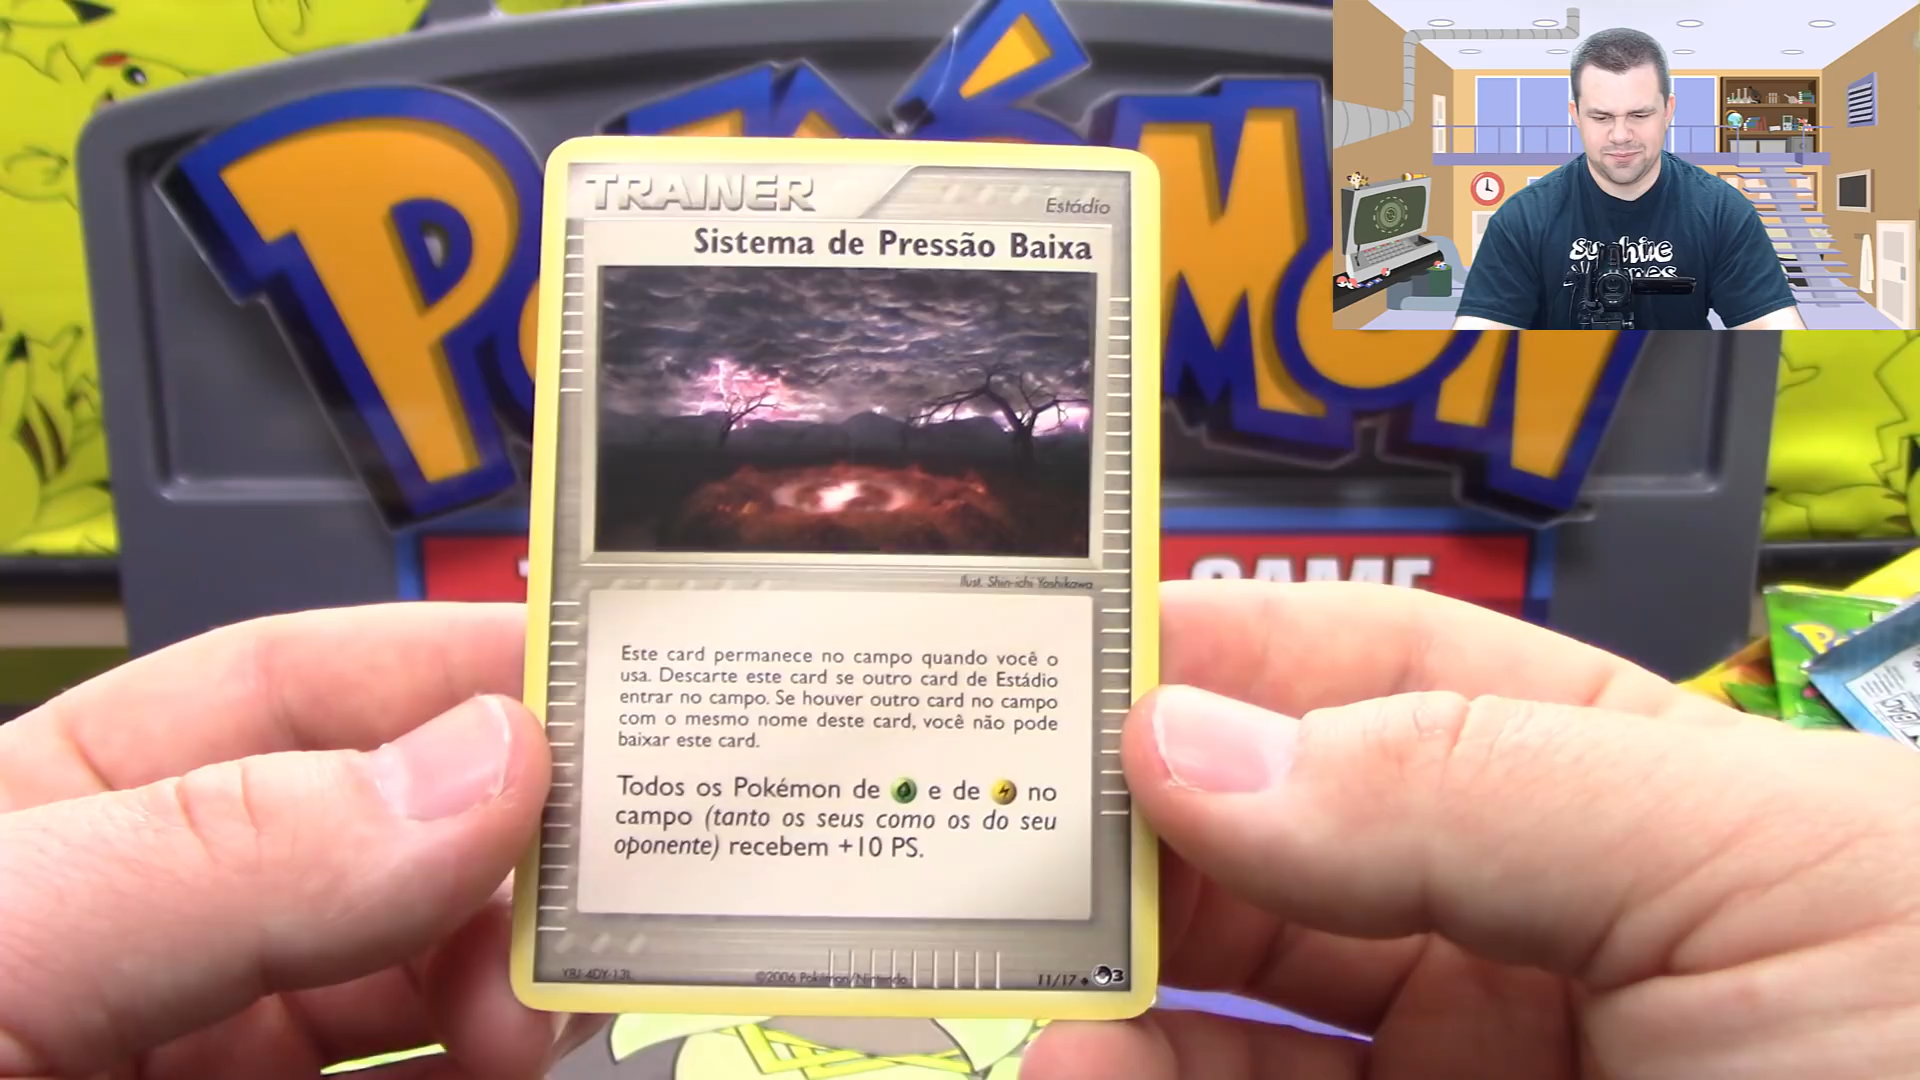 POKÉMON
GAME
TRAINER
Estádio
Sistema de Pressão Baixa
Ilust. Shin-ichi Yoshikawa
Este card permanece no campo quando você o
usa. Descarte este card se outro card de Estádio
entrar no campo. Se houver outro card no campo
com o mesmo nome deste card, você não pode
baixar este card.
Todos os Pokémon de e de no
campo (tanto os seus como os do seu
oponente) recebem +10 PS.
©2006 Pokémon/Nintendo
11/17 3